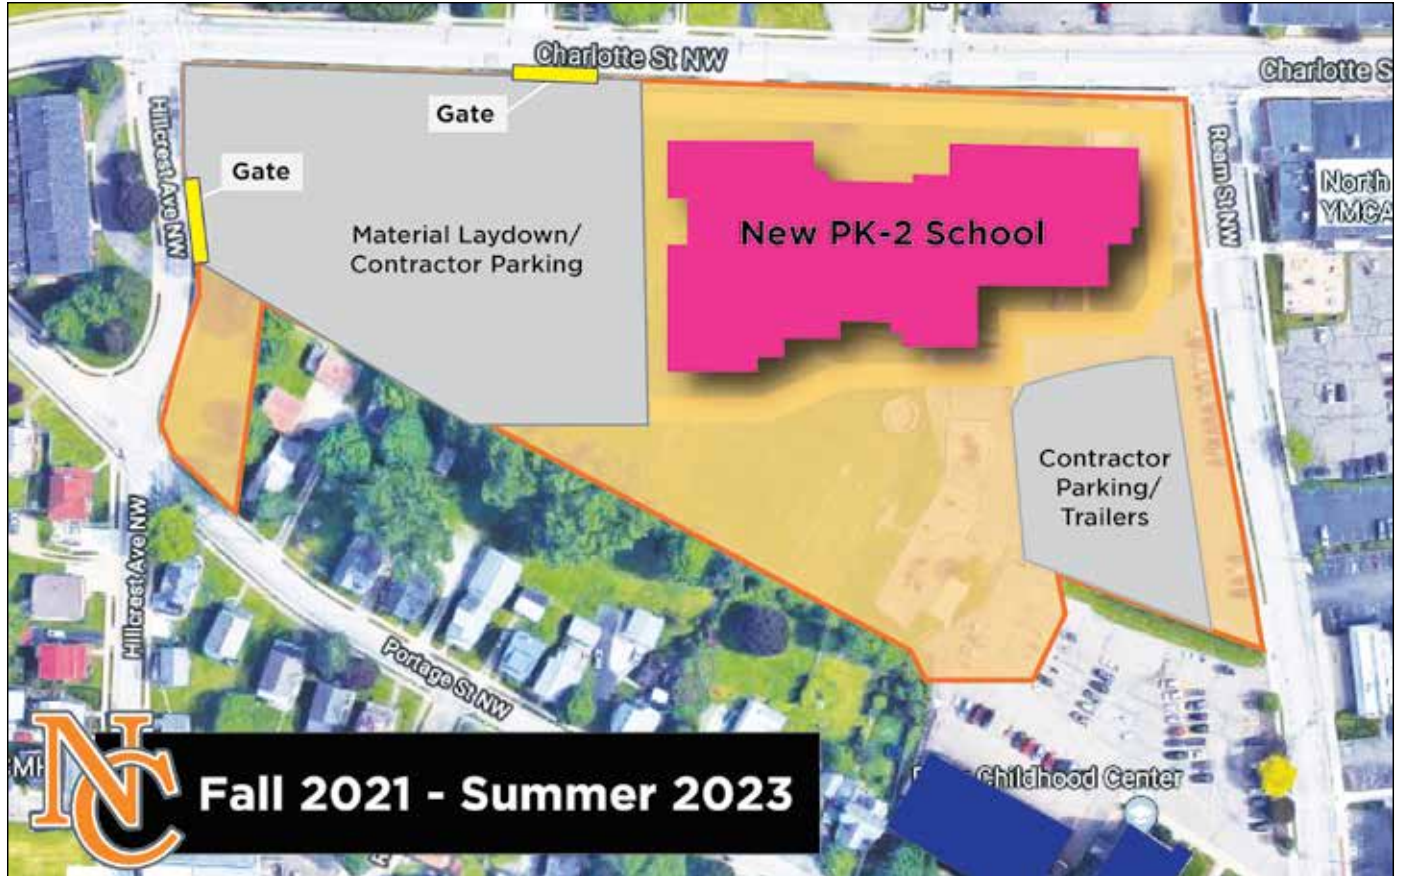 Charlotte St NW
Charlotte S
Gate
Hillcrest Ave NW
Gate
Ream St NW
North
YMCA
Material Laydown/
Contractor Parking
New PK-2 School
Contractor
Parking/
Trailers
Hillcrest Ave NW
Portage St NW
NC
Fall 2021 - Summer 2023
Childhood Center